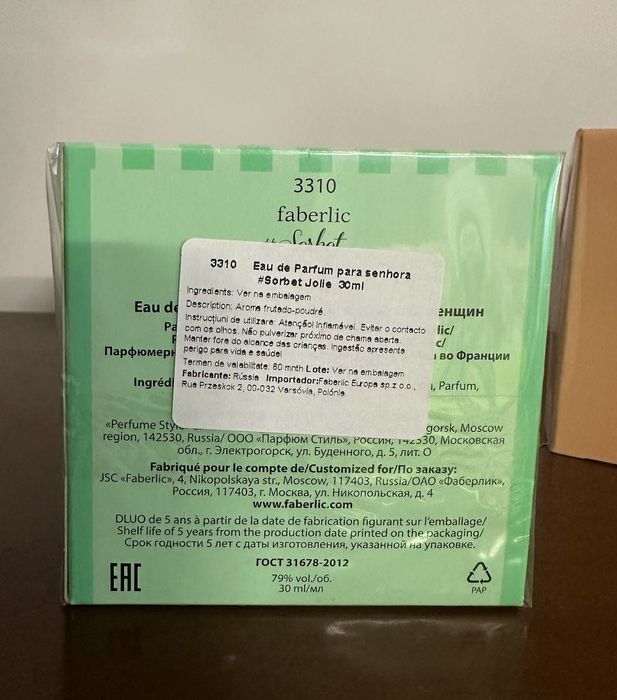 3310
faberlic
#Sorbet
3310 Eau de Parfum para senhora
#Sorbet Jolie 30ml
Ingredients: Ver na embalagem
Description: Aroma frutado-poudré.
Instrucțiuni de utilizare: Atenção! Inflamável. Evitar o contacto
com os olhos. Não pulverizar próximo de chama aberta.
Manter fora do alcance das crianças. Ingestão apresenta
perigo para vida e saúde!
Termen de valabilitate: 60 mnth Lote: Ver na embalagem
Fabricante: Rússia Importador:Faberlic Europa sp.z o.o.,
Rua Przeskok 2, 00-032 Varsóvia, Polónia
Eau de
Парфюмерн
во Франции
Ingrédi
Parfum,
«Perfume Style
gorsk, Moscow
region, 142530, Russia/ ООО «Парфюм Стиль», Россия, 142530, Московская
обл., г. Электрогорск, ул. Буденного, д. 5, лит. О
Fabriqué pour le compte de/Customized for/По заказу:
JSC «Faberlic», 4, Nikopolskaya str., Moscow, 117403, Russia/ОАО «Фаберлик»,
Россия, 117403, г. Москва, ул. Никопольская, д. 4
www.faberlic.com
DLUO de 5 ans à partir de la date de fabrication figurant sur l'emballage/
Shelf life of 5 years from the production date printed on the packaging/
Срок годности 5 лет с даты изготовления, указанной на упаковке.
ГОСТ 31678-2012
79% vol./об.
30 ml/мл
EAC
PAP